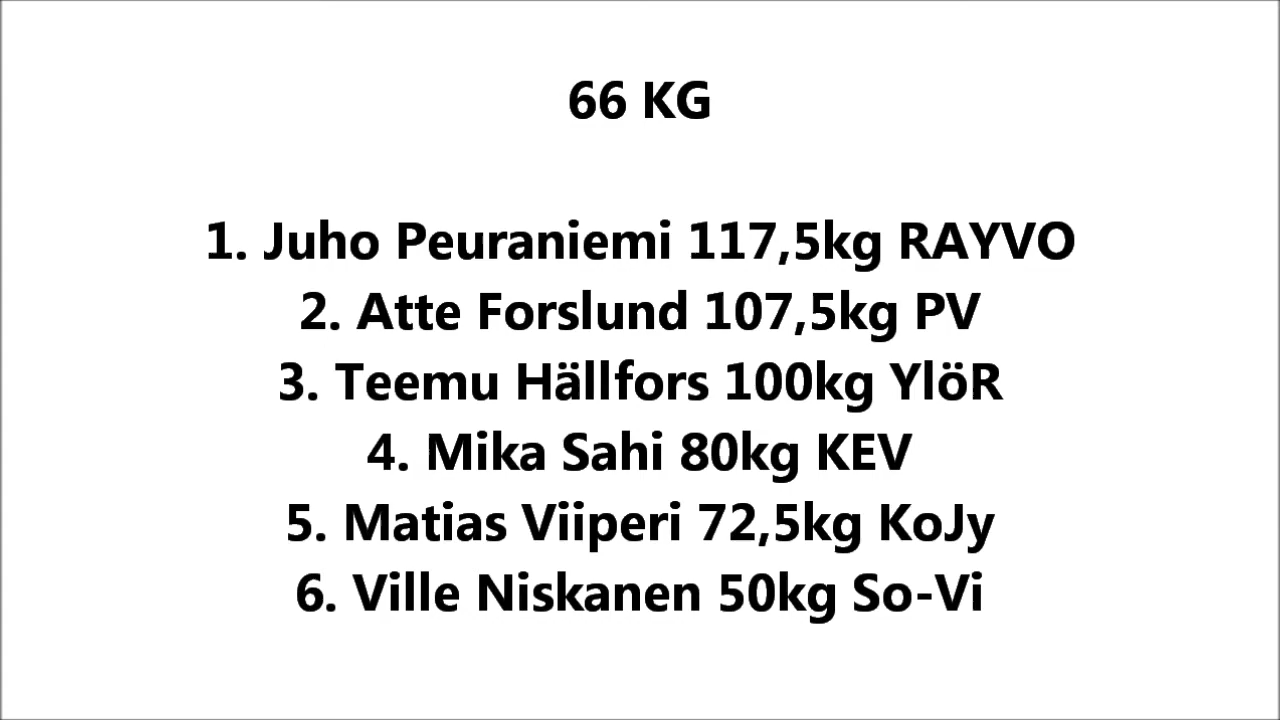 66 KG
1. Juho Peuraniemi 117,5kg RAYVO
2. Atte Forslund 107,5kg PV
3. Teemu Hällfors 100kg YlöR
4. Mika Sahi 80kg KEV
5. Matias Viiperi 72,5kg KoJy
6. Ville Niskanen 50kg So-Vi